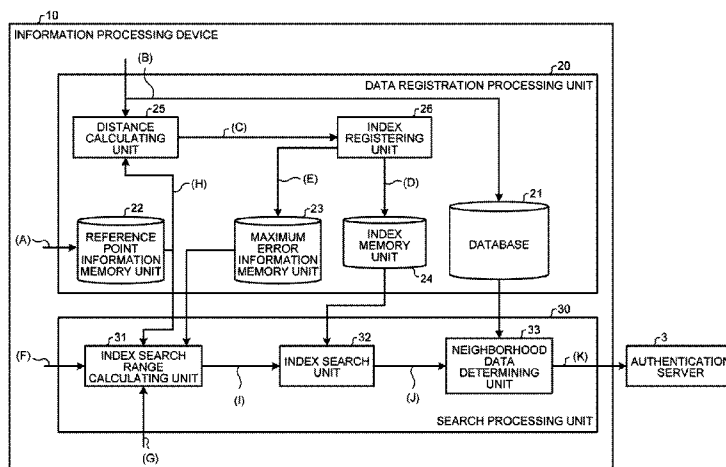 10
INFORMATION PROCESSING DEVICE
(B)
20
DATA REGISTRATION PROCESSING UNIT
25
DISTANCE
CALCULATING
UNIT
(C)
26
INDEX
REGISTERING
UNIT
(H)
(E)
(D)
21
DATABASE
(A)
22
REFERENCE
POINT
INFORMATION
MEMORY UNIT
23
MAXIMUM
ERROR
INFORMATION
MEMORY UNIT
INDEX
MEMORY
UNIT
24
30
31
INDEX SEARCH
RANGE
CALCULATING UNIT
(F)
(I)
32
INDEX SEARCH
UNIT
(J)
33
NEIGHBORHOOD
DATA
DETERMINING
UNIT
(K)
3
AUTHENTICATION
SERVER
SEARCH PROCESSING UNIT
R
(G)